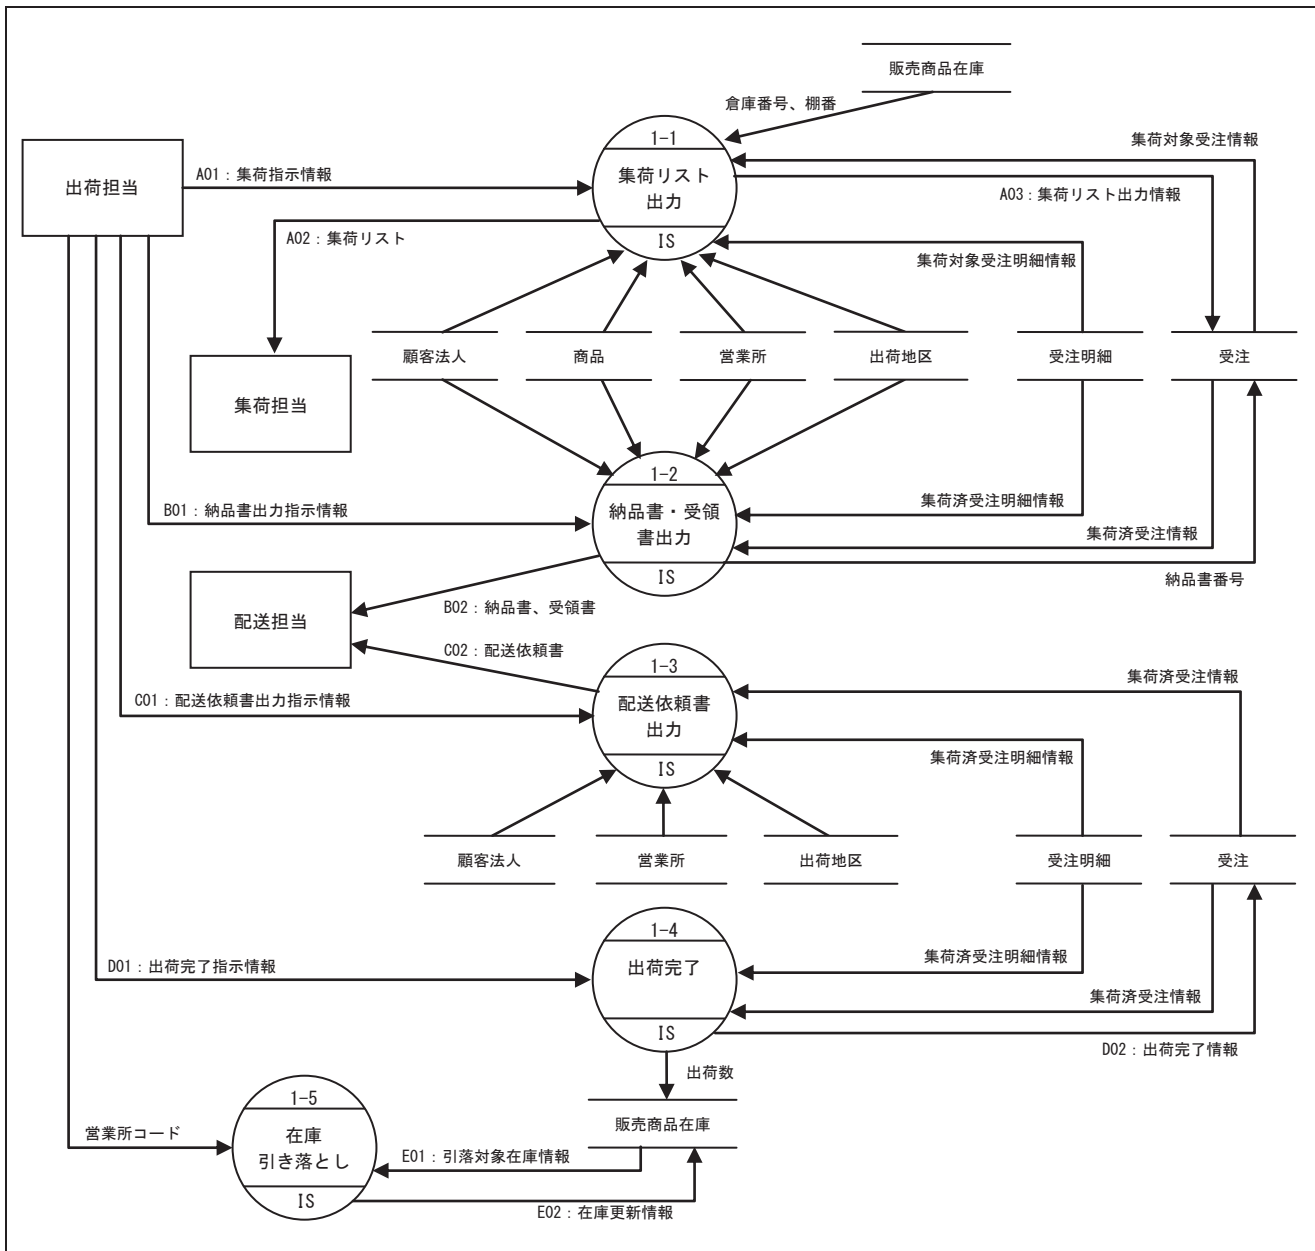 販売商品在庫
倉庫番号、棚番
1-1
集荷リスト
出力
IS
集荷対象受注情報
出荷担当
A01：集荷指示情報
A03：集荷リスト出力情報
A02：集荷リスト
集荷対象受注明細情報
顧客法人
商品
営業所
出荷地区
受注明細
受注
集荷担当
1-2
納品書・受領
書出力
IS
B01：納品書出力指示情報
集荷済受注明細情報
集荷済受注情報
納品書番号
配送担当
B02：納品書、受領書
C02：配送依頼書
1-3
配送依頼書
出力
IS
集荷済受注情報
C01：配送依頼書出力指示情報
集荷済受注明細情報
顧客法人
営業所
出荷地区
受注明細
受注
1-4
出荷完了
IS
D01：出荷完了指示情報
集荷済受注明細情報
集荷済受注情報
D02：出荷完了情報
出荷数
1-5
在庫
引き落とし
IS
販売商品在庫
営業所コード
E01：引落対象在庫情報
E02：在庫更新情報